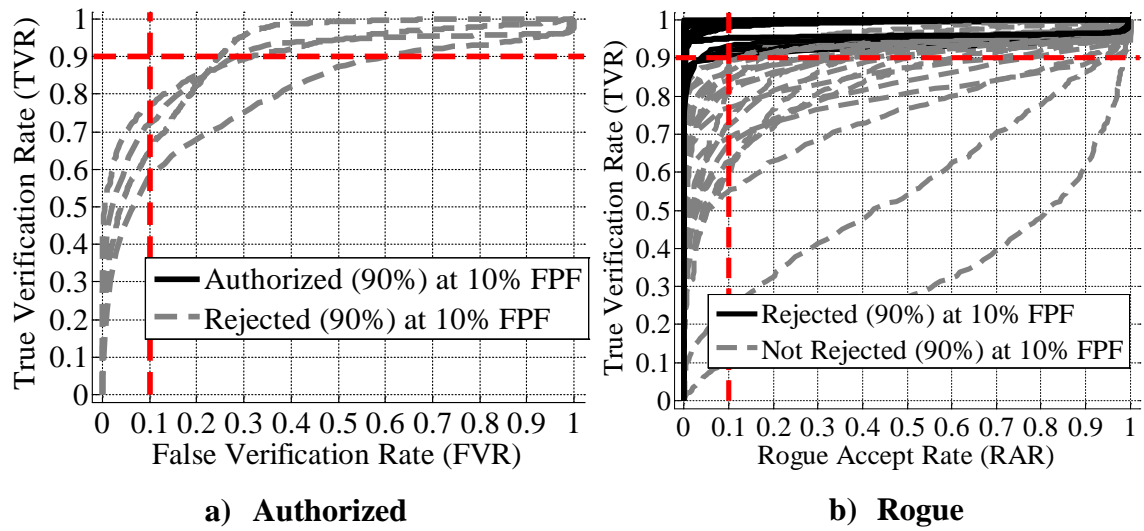 True Verification Rate (TVR)
1
0.9
0.8
0.7
0.6
0.5
0.4
0.3
0.2
0.1
0
Authorized (90%) at 10% FPF
Rejected (90%) at 10% FPF
0 0.1 0.2 0.3 0.4 0.5 0.6 0.7 0.8 0.9 1
False Verification Rate (FVR)
a) Authorized
True Verification Rate (TVR)
1
0.9
0.8
0.7
0.6
0.5
0.4
0.3
0.2
0.1
0
Rejected (90%) at 10% FPF
Not Rejected (90%) at 10% FPF
0 0.1 0.2 0.3 0.4 0.5 0.6 0.7 0.8 0.9 1
Rogue Accept Rate (RAR)
b) Rogue